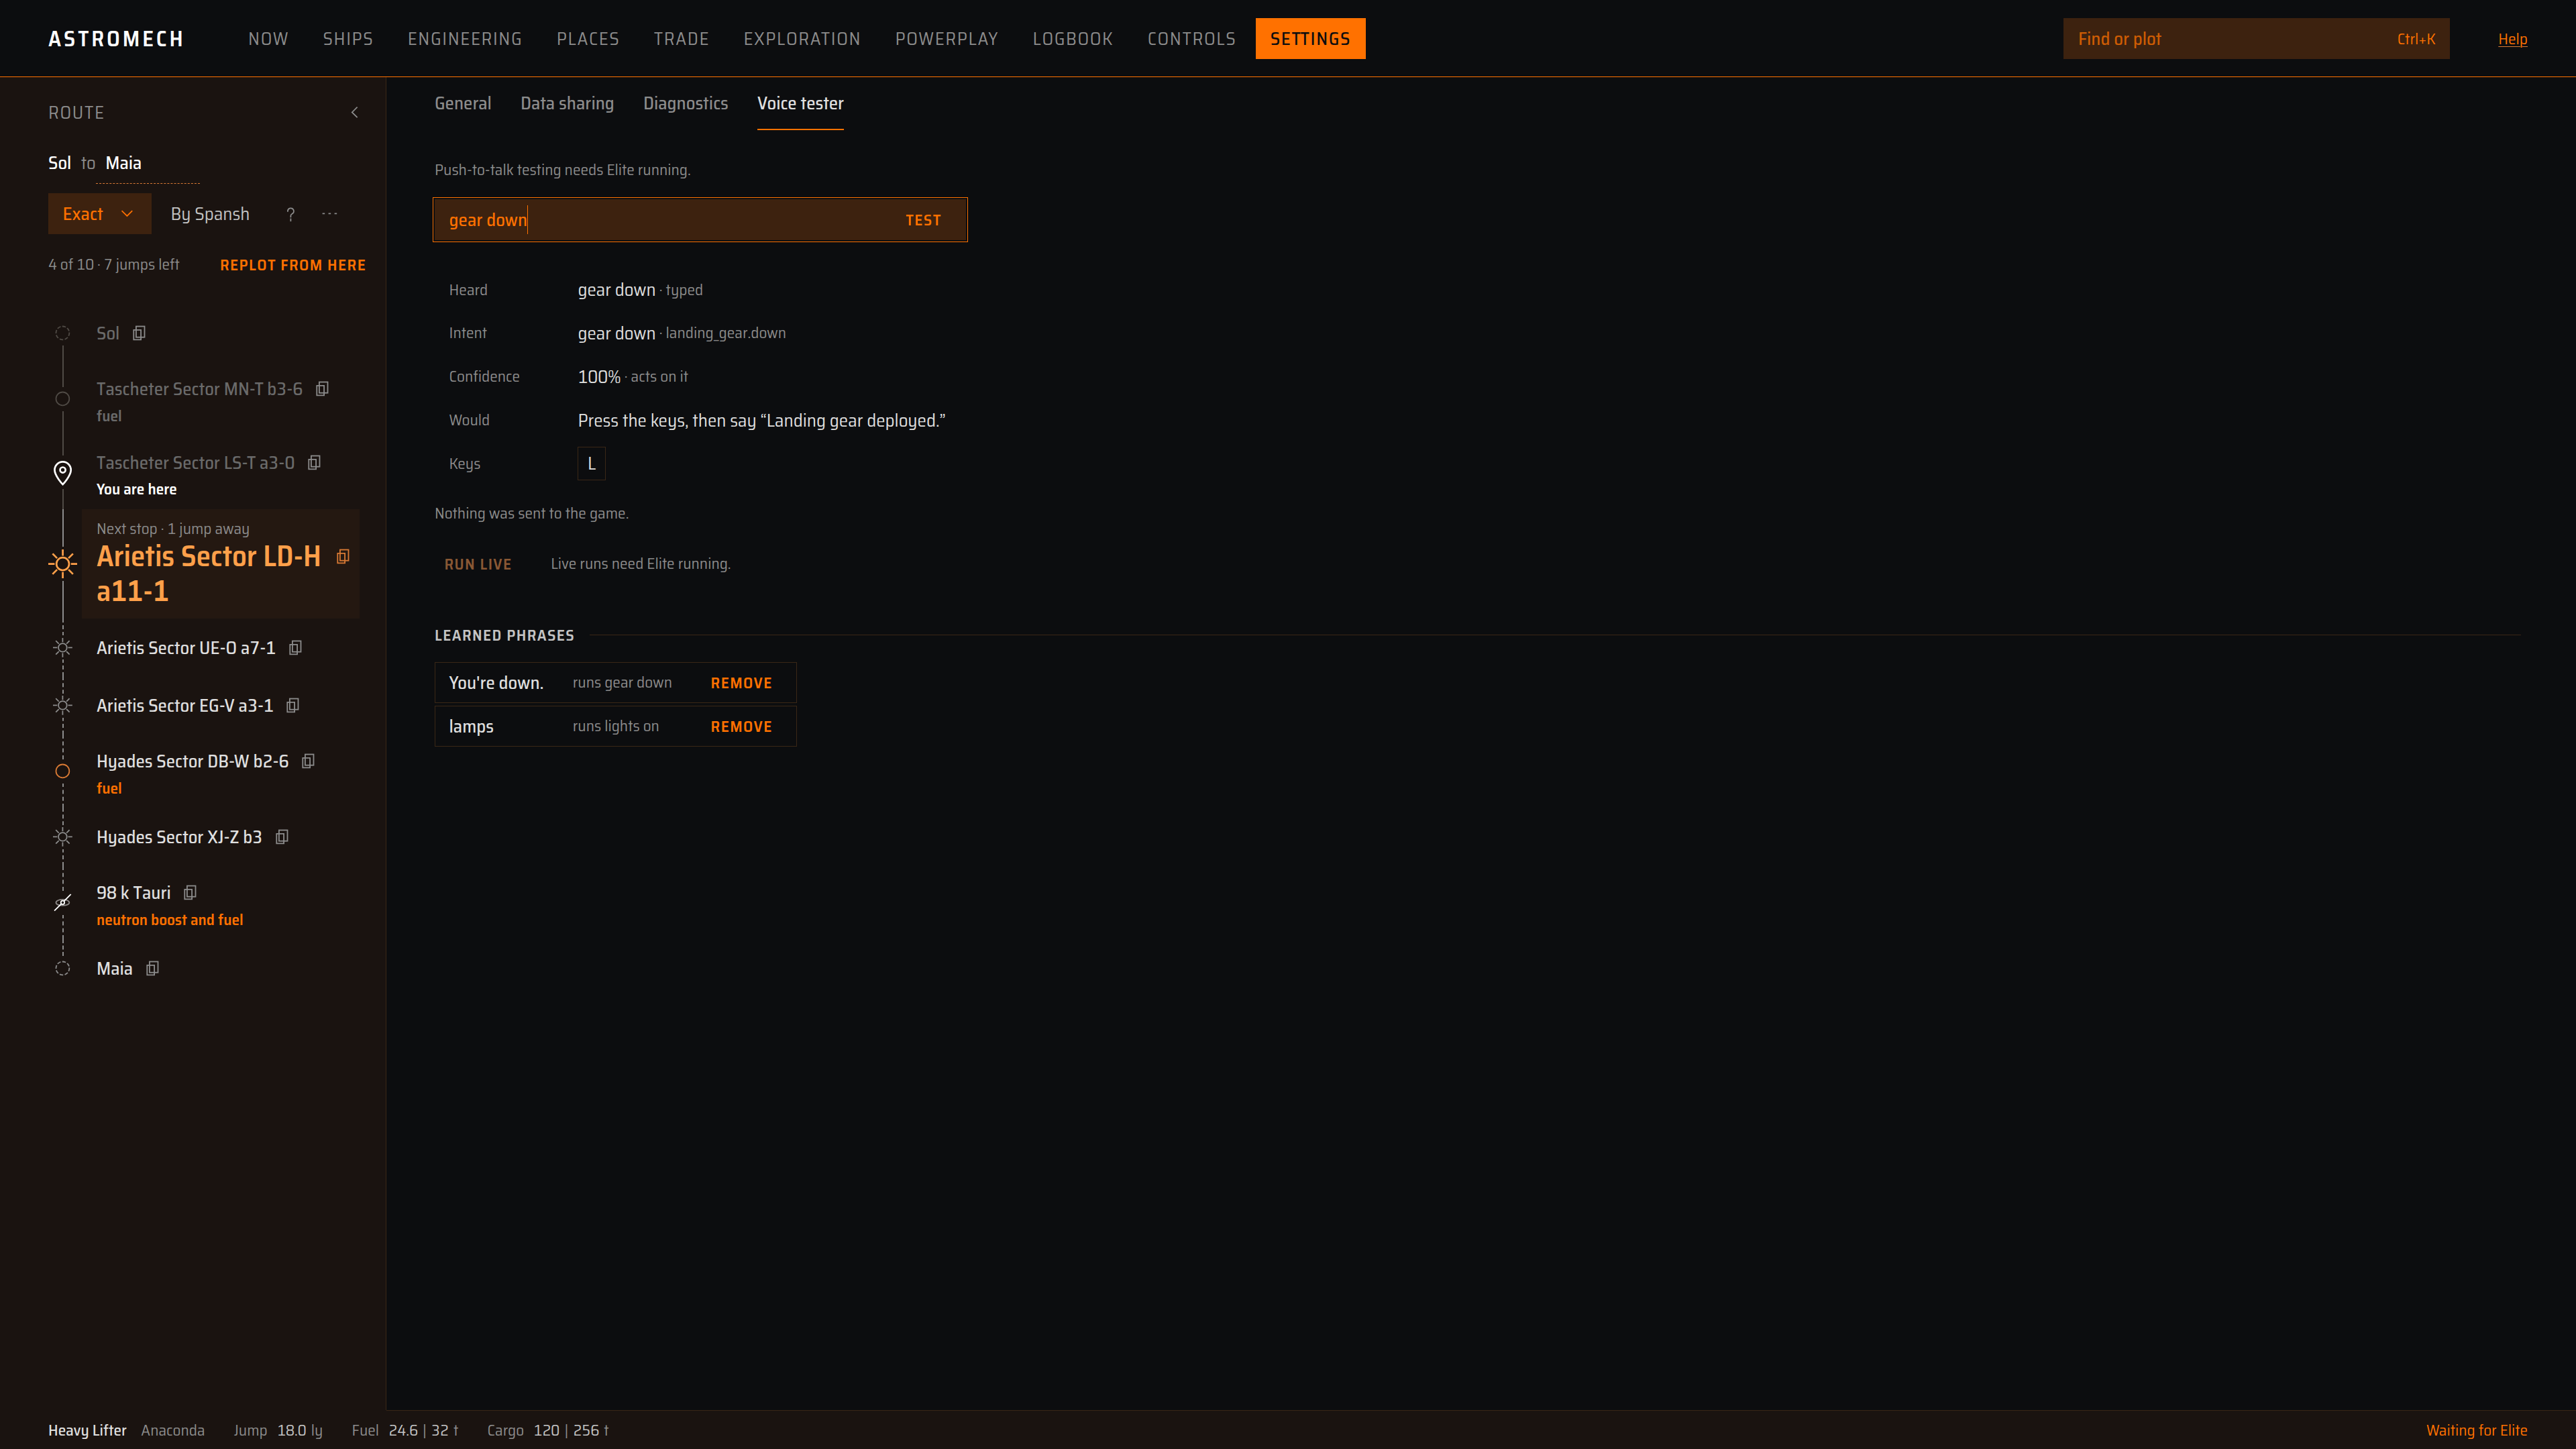 ASTROMECH
NOW
SHIPS
ENGINEERING
PLACES
TRADE
EXPLORATION
POWERPLAY
LOGBOOK
CONTROLS
SETTINGS
Find or plot
Ctrl+K
Help
ROUTE
Sol to Maia
Exact
By Spansh
?
4 of 10 · 7 jumps left
REPLOT FROM HERE
Sol
Tascheter Sector MN-T b3-6
fuel
Tascheter Sector LS-T a3-0
You are here
Next stop · 1 jump away
Arietis Sector LD-H
a11-1
Arietis Sector UE-O a7-1
Arietis Sector EG-V a3-1
Hyades Sector DB-W b2-6
fuel
Hyades Sector XJ-Z b3
98 k Tauri
neutron boost and fuel
Maia
General
Data sharing
Diagnostics
Voice tester
Push-to-talk testing needs Elite running.
gear down
TEST
Heard
gear down · typed
Intent
gear down · landing_gear.down
Confidence
100% · acts on it
Would
Press the keys, then say “Landing gear deployed.”
Keys
L
Nothing was sent to the game.
RUN LIVE
Live runs need Elite running.
LEARNED PHRASES
You're down.
runs gear down
REMOVE
lamps
runs lights on
REMOVE
Heavy Lifter Anaconda
Jump 18.0 ly
Fuel 24.6 | 32 t
Cargo 120 | 256 t
Waiting for Elite